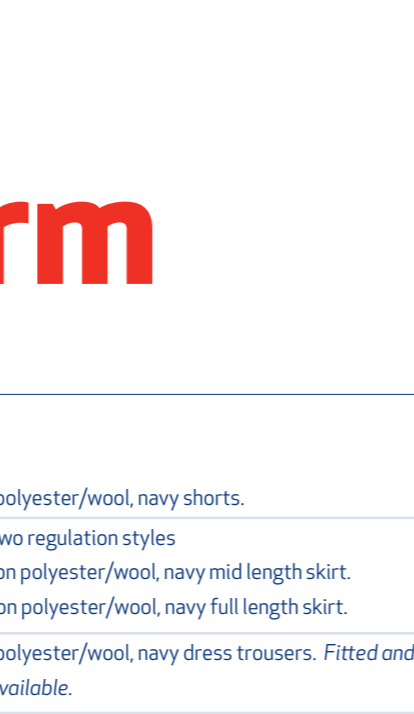 rm
polyester/wool, navy shorts.
wo regulation styles
on polyester/wool, navy mid length skirt.
on polyester/wool, navy full length skirt.
polyester/wool, navy dress trousers. Fitted and
vailable.